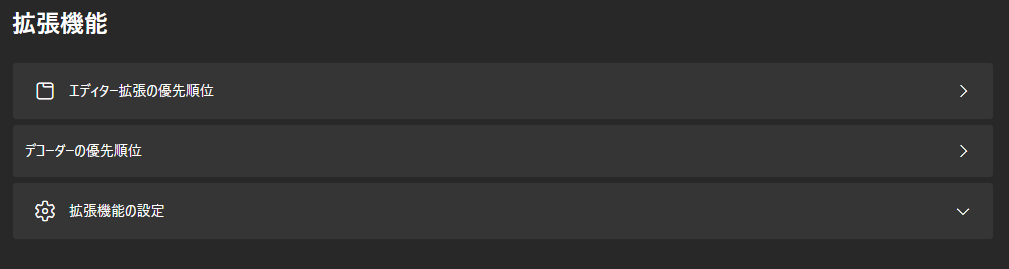 拡張機能
エディター拡張の優先順位
デコーダーの優先順位
拡張機能の設定